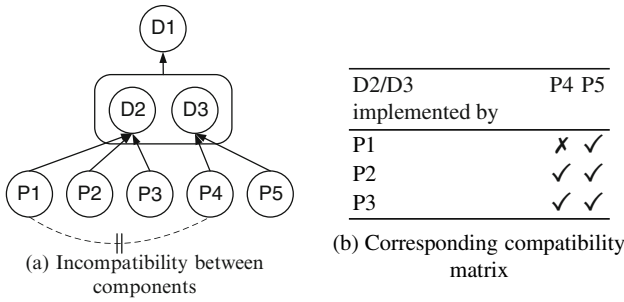 D1
D2 D3
P1 P2 P3 P4 P5
(a) Incompatibility between
components
D2/D3 P4 P5
implemented by
P1 ✗ ✓
P2 ✓ ✓
P3 ✓ ✓
(b) Corresponding compatibility
matrix